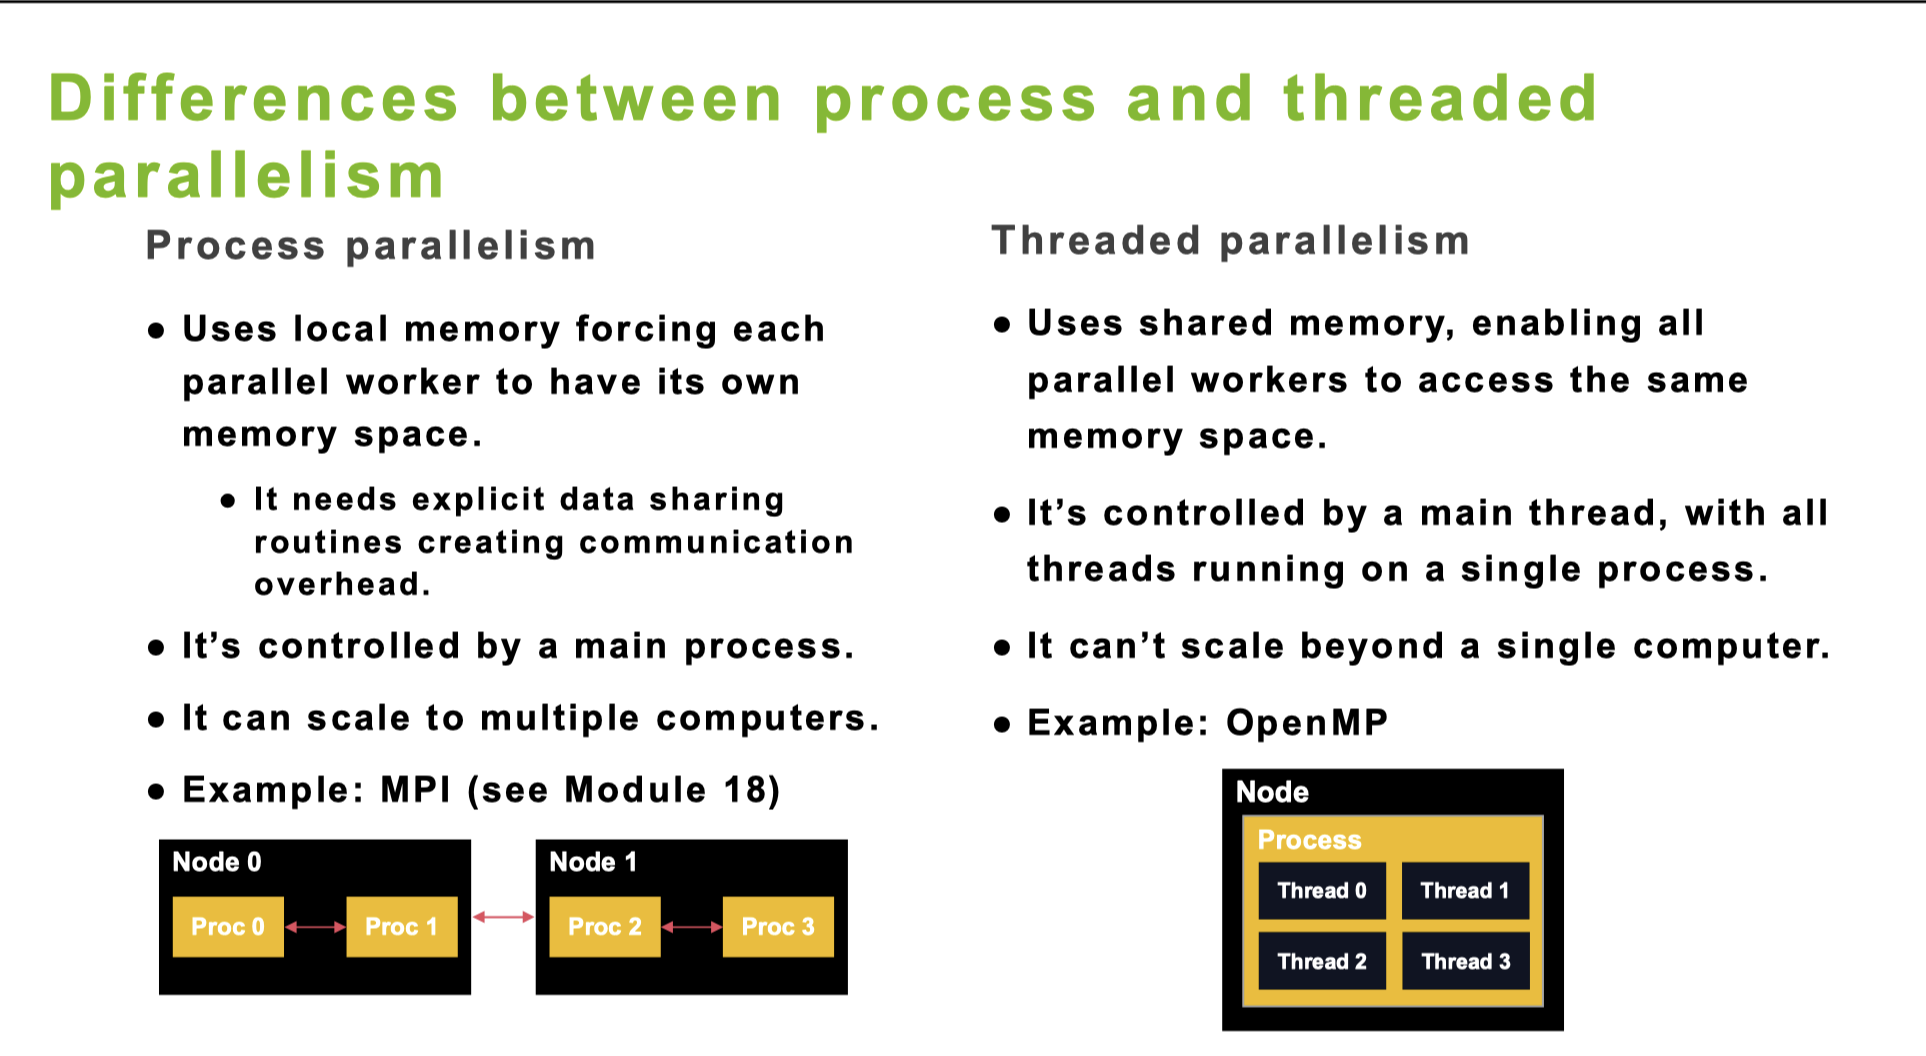 Differences between process and threaded
parallelism
Process parallelism
● Uses local memory forcing each
parallel worker to have its own
memory space.
● It needs explicit data sharing
routines creating communication
overhead.
● It’s controlled by a main process.
● It can scale to multiple computers.
● Example: MPI (see Module 18)
Node 0
Proc 0
Proc 1
Node 1
Proc 2
Proc 3
Threaded parallelism
● Uses shared memory, enabling all
parallel workers to access the same
memory space.
● It’s controlled by a main thread, with all
threads running on a single process.
● It can’t scale beyond a single computer.
● Example: OpenMP
Node
Process
Thread 0
Thread 1
Thread 2
Thread 3